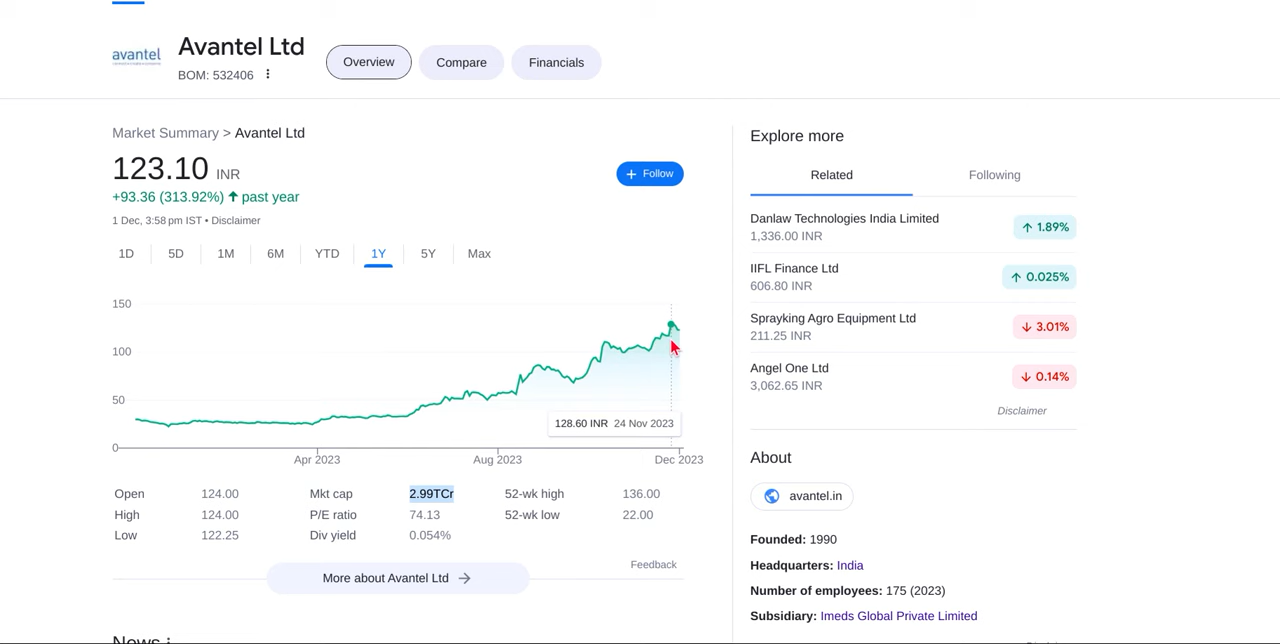 avantel
Avantel Ltd
BOM: 532406
Overview
Compare
Financials
Market Summary > Avantel Ltd
123.10 INR
+ Follow
+93.36 (313.92%) ↑ past year
1 Dec, 3:58 pm IST • Disclaimer
1D 5D 1M 6M YTD 1Y 5Y Max
150
100
50
0
128.60 INR 24 Nov 2023
Apr 2023 Aug 2023 Dec 2023
Open 124.00 Mkt cap 2.99TCr 52-wk high 136.00
High 124.00 P/E ratio 74.13 52-wk low 22.00
Low 122.25 Div yield 0.054%
Feedback
More about Avantel Ltd →
News
Explore more
Related Following
Danlaw Technologies India Limited
1,336.00 INR
↑ 1.89%
IIFL Finance Ltd
606.80 INR
↑ 0.025%
Sprayking Agro Equipment Ltd
211.25 INR
↓ 3.01%
Angel One Ltd
3,062.65 INR
↓ 0.14%
Disclaimer
About
avantel.in
Founded: 1990
Headquarters: India
Number of employees: 175 (2023)
Subsidiary: Imeds Global Private Limited